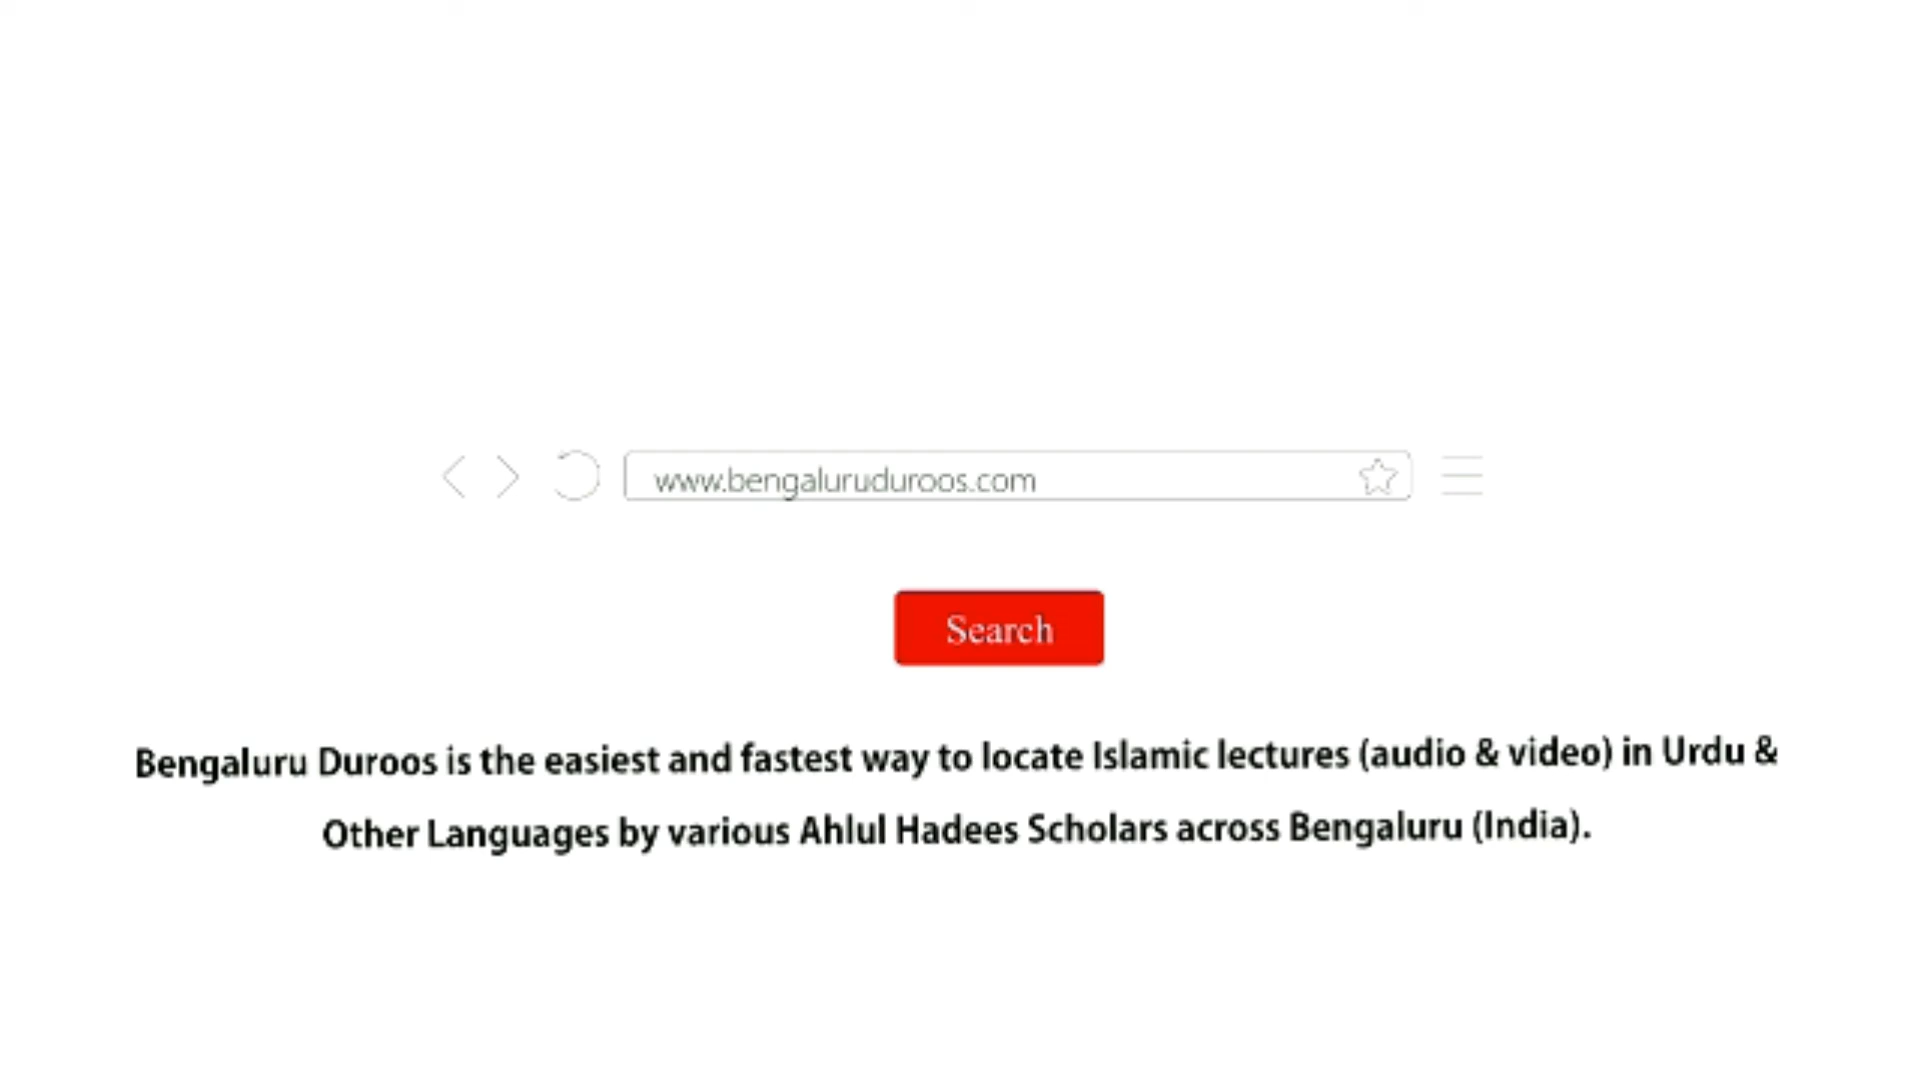 www.bengaluruduroos.com
Search
Bengaluru Duroos is the easiest and fastest way to locate Islamic lectures (audio & video) in Urdu &
Other Languages by various Ahlul Hadees Scholars across Bengaluru (India).